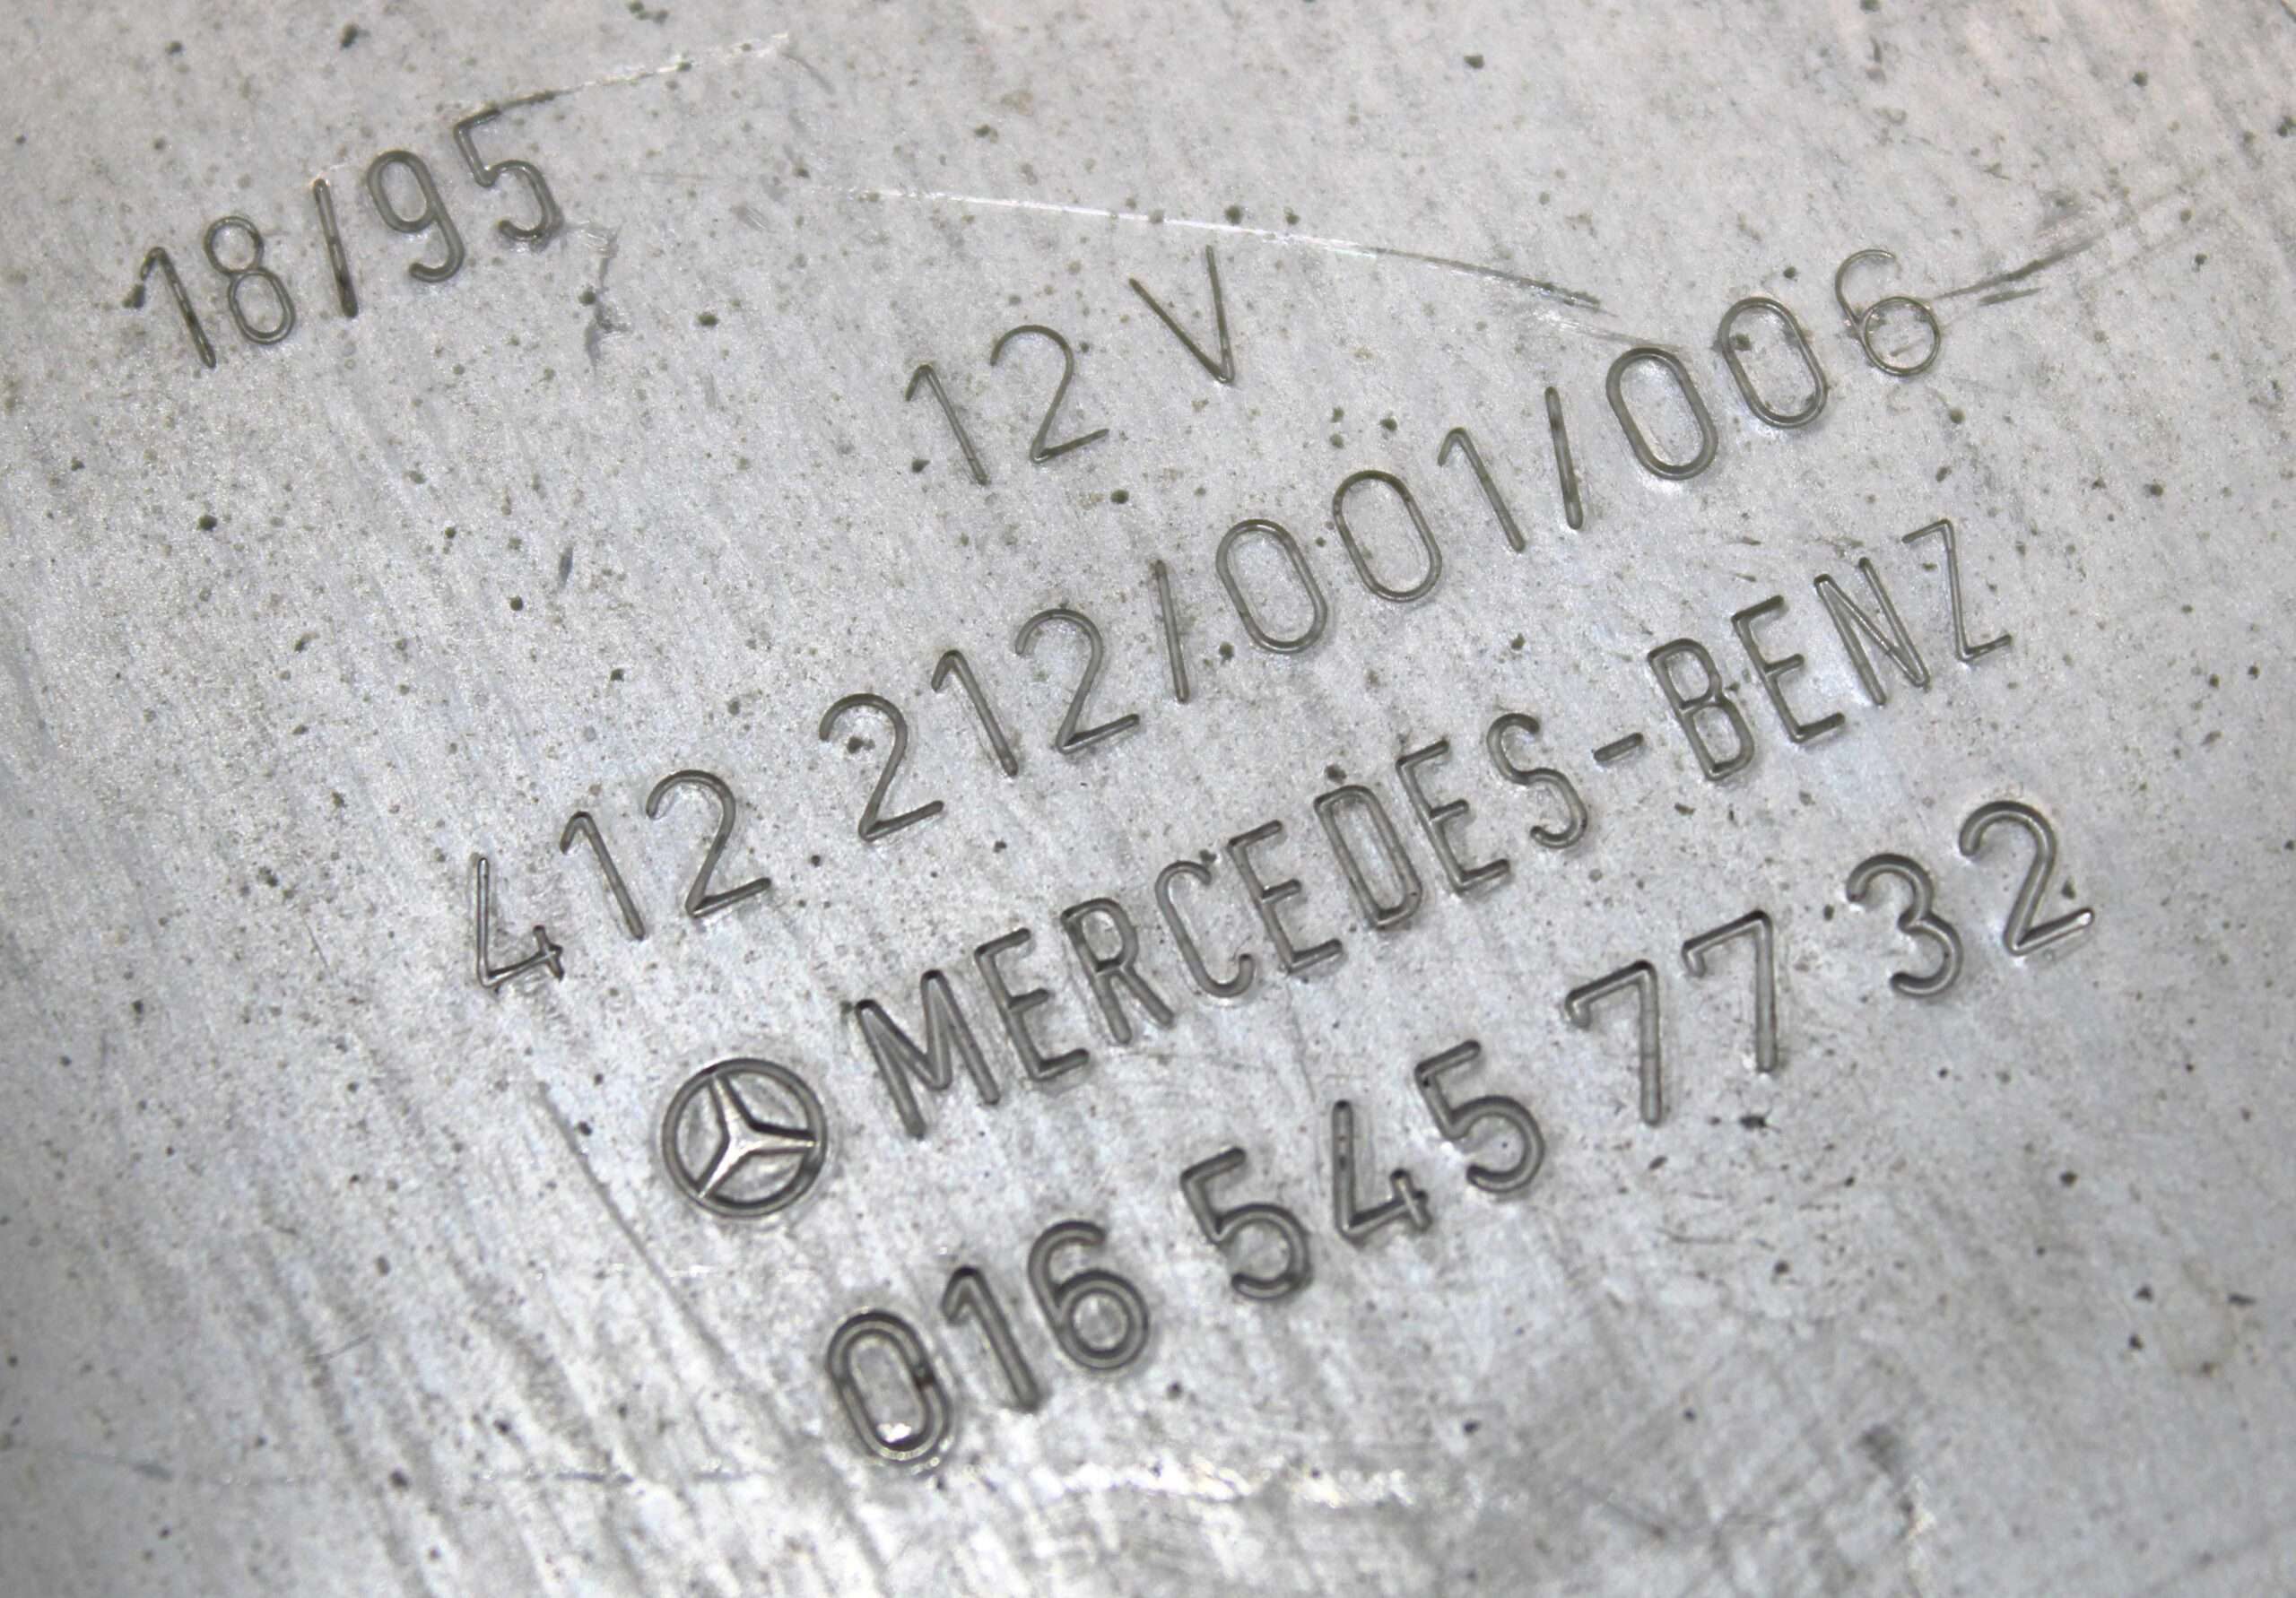 18/95
12 V
412 212/001/006
MERCEDES-BENZ
016 545 77 32